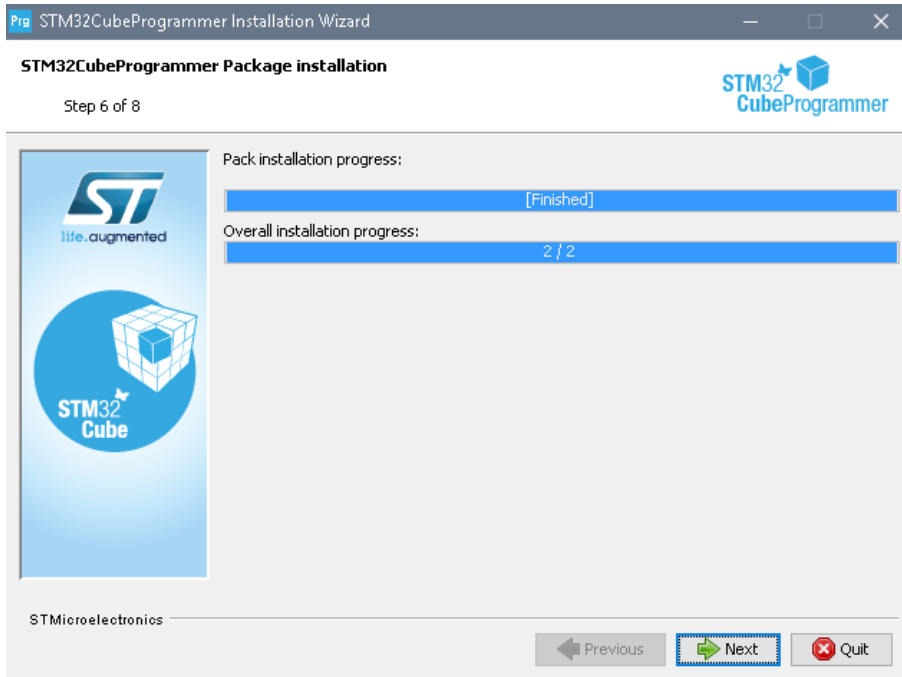 Prg STM32CubeProgrammer Installation Wizard
STM32CubeProgrammer Package installation
Step 6 of 8
STM32
CubeProgrammer
Pack installation progress:
[Finished]
Overall installation progress:
2 / 2
ST
life.augmented
STM32
Cube
STMicroelectronics
Previous
Next
Quit